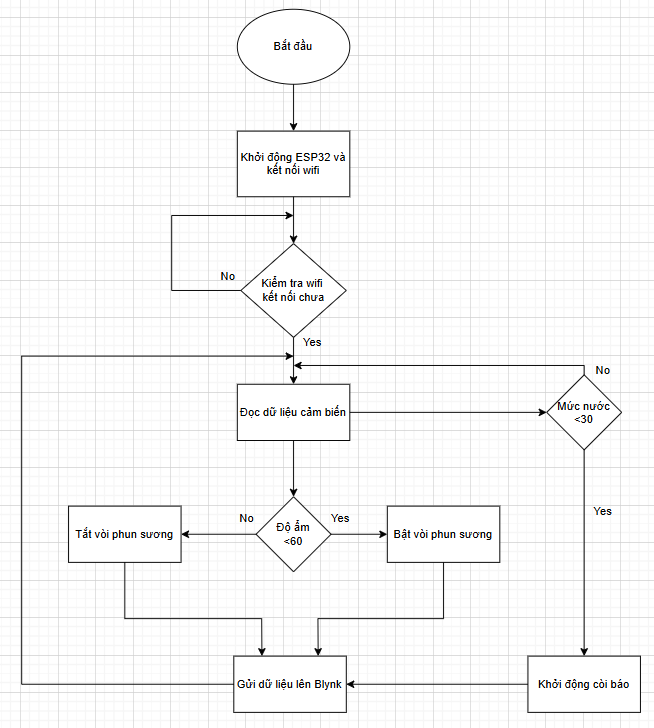 Bắt đầu
Khởi động ESP32 và
kết nối wifi
No
Kiểm tra wifi
kết nối chưa
Yes
No
Đọc dữ liệu cảm biến
Mức nước
<30
Yes
No
Độ ẩm
<60
Yes
Tắt vòi phun sương
Bật vòi phun sương
Gửi dữ liệu lên Blynk
Khởi động còi báo